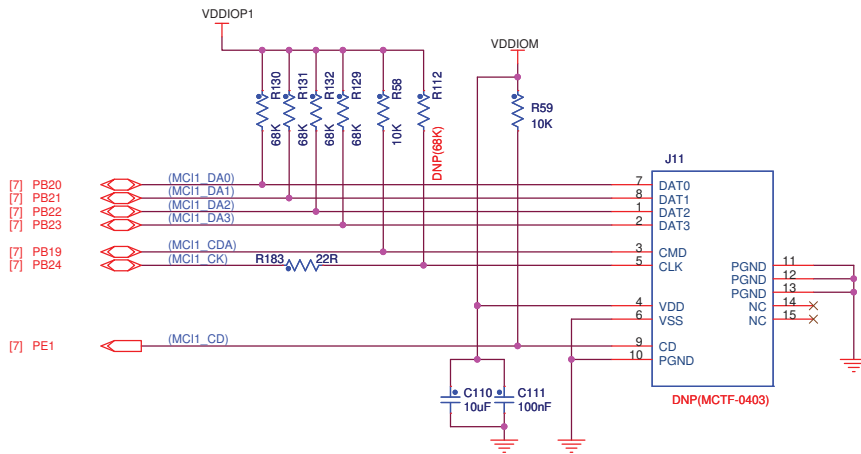 VDDIOP1
VDDIOM
R130 68K
R131 68K
R132 68K
R129 68K
R58 10K
R112 DNP(68K)
R59
10K
J11
[7] PB20 (MCI1_DA0) 7 DAT0
[7] PB21 (MCI1_DA1) 8 DAT1
[7] PB22 (MCI1_DA2) 1 DAT2
[7] PB23 (MCI1_DA3) 2 DAT3
[7] PB19 (MCI1_CDA) 3 CMD
[7] PB24 (MCI1_CK) R183 22R 5 CLK
PGND 11
PGND 12
PGND 13
NC 14
NC 15
4 VDD
6 VSS
[7] PE1 (MCI1_CD) 9 CD
10 PGND
C110
10uF
C111
100nF
DNP(MCTF-0403)